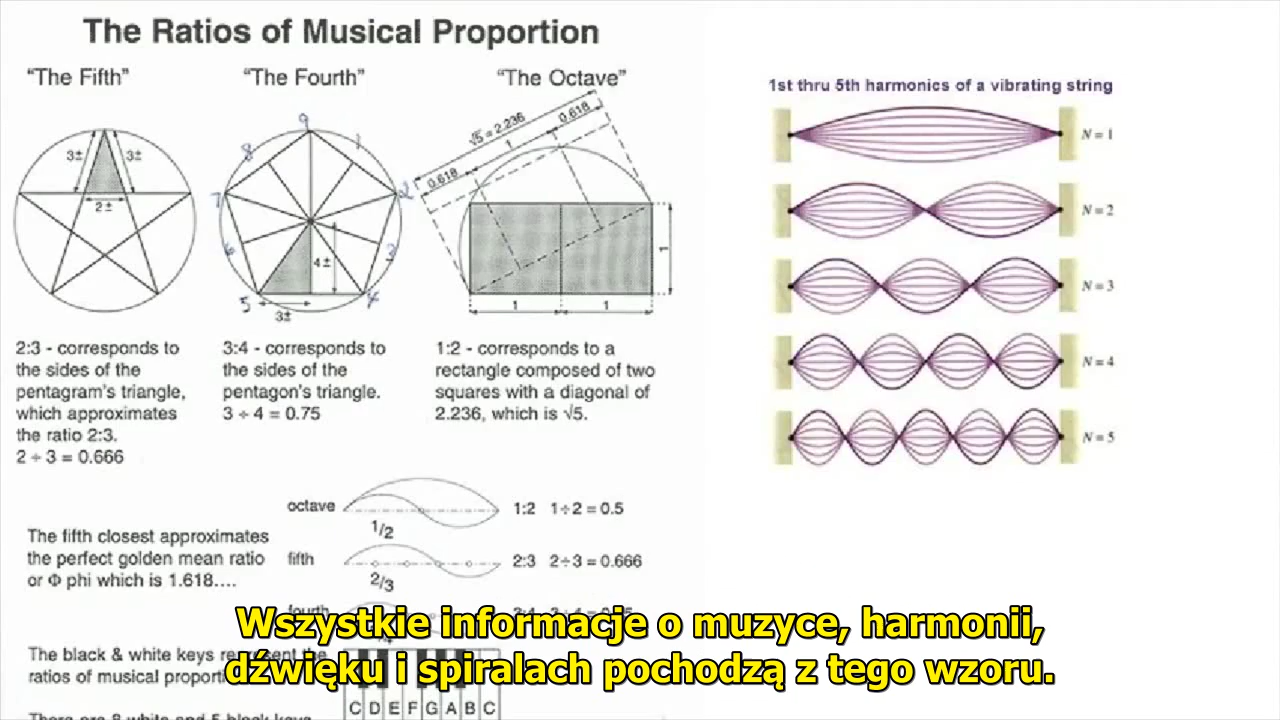 The Ratios of Musical Proportion
"The Fifth"
"The Fourth"
"The Octave"
1st thru 5th harmonics of a vibrating string
3±
3±
2±
9
1
8
7
2
3
5
4
4±
3±
√5 = 2.236
0.618
1
0.618
1
1
1
N = 1
N = 2
N = 3
N = 4
N = 5
2:3 - corresponds to
the sides of the
pentagram's triangle,
which approximates
the ratio 2:3.
2 ÷ 3 = 0.666
3:4 - corresponds to
the sides of the
pentagon's triangle.
3 ÷ 4 = 0.75
1:2 - corresponds to a
rectangle composed of two
squares with a diagonal of
2.236, which is √5.
octave
1/2
1:2 1÷2 = 0.5
The fifth closest approximates
the perfect golden mean ratio
or Φ phi which is 1.618....
fifth
2/3
2:3 2÷3 = 0.666
fourth
Wszystkie informacje o muzyce, harmonii,
dźwięku i spiralach pochodzą z tego wzoru.
The black & white keys represent the
ratios of musical
C D E F G A B C